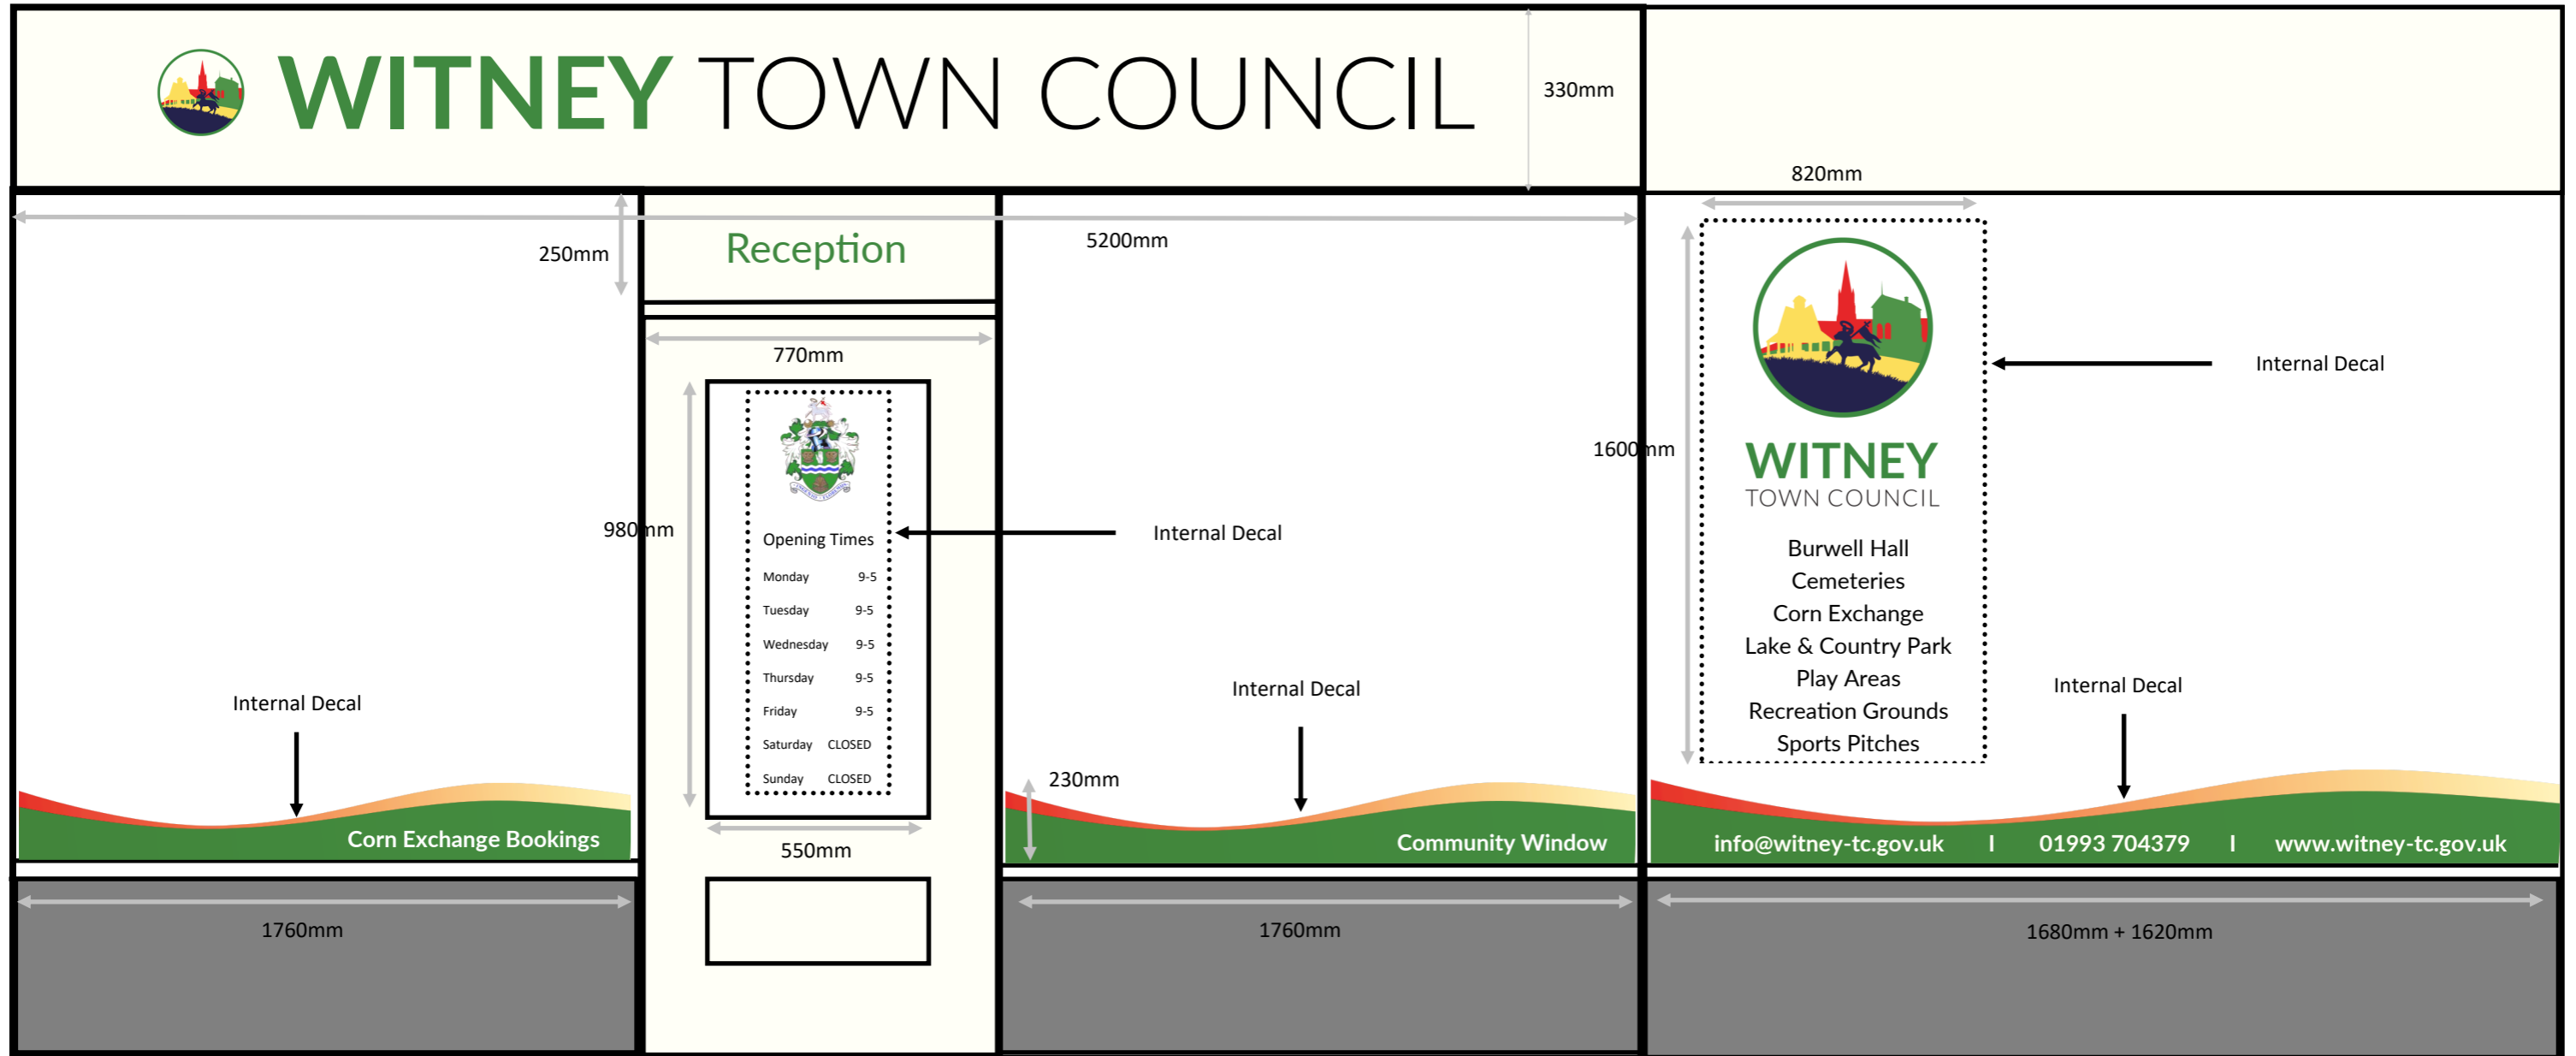 WITNEY TOWN COUNCIL
330mm
820mm
250mm
Reception
5200mm
770mm
Internal Decal
1600mm
WITNEY
TOWN COUNCIL
980mm
Opening Times
Internal Decal
Monday 9-5
Tuesday 9-5
Wednesday 9-5
Thursday 9-5
Friday 9-5
Saturday CLOSED
Sunday CLOSED
Burwell Hall
Cemeteries
Corn Exchange
Lake & Country Park
Play Areas
Recreation Grounds
Sports Pitches
Internal Decal
Internal Decal
Internal Decal
230mm
Corn Exchange Bookings
550mm
Community Window
info@witney-tc.gov.uk I 01993 704379 I www.witney-tc.gov.uk
1760mm
1760mm
1680mm + 1620mm